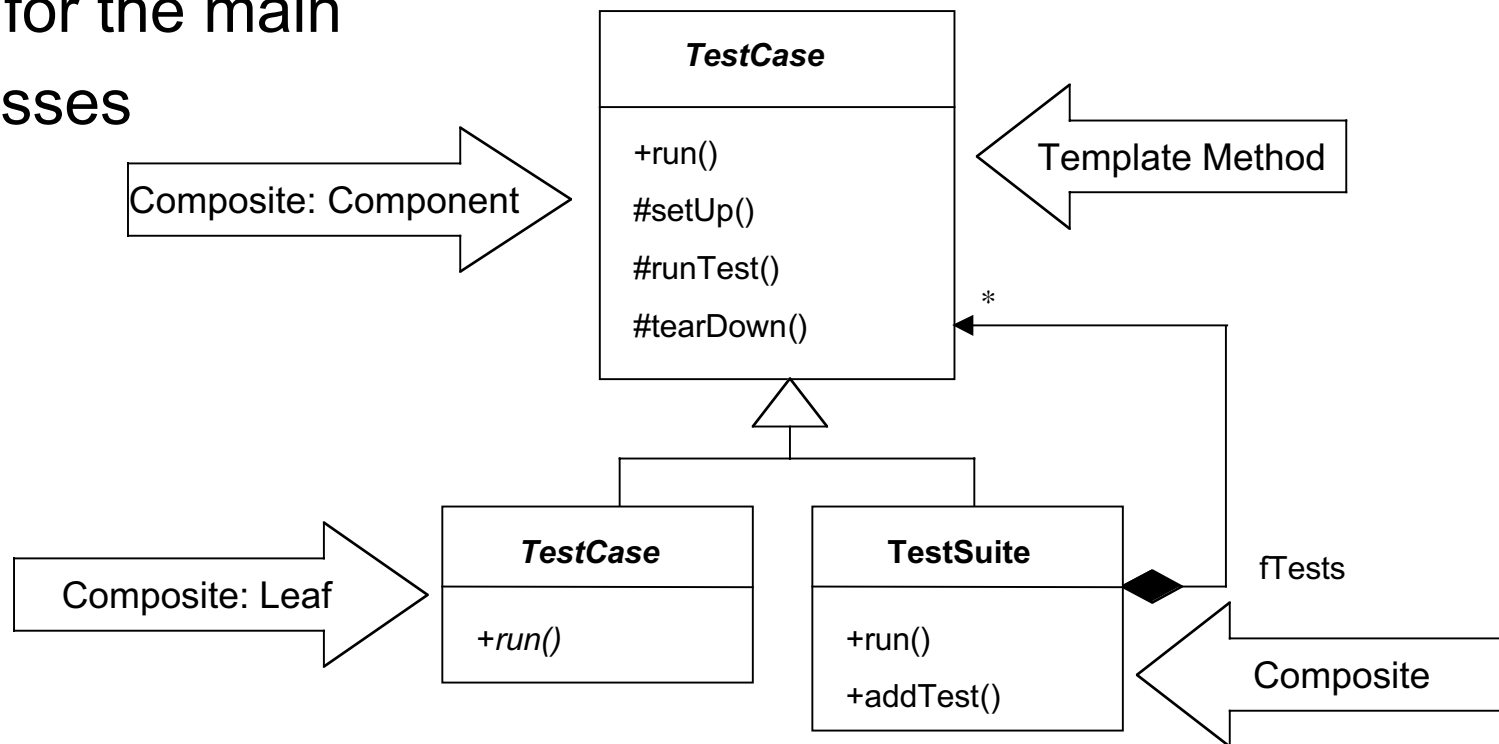 for the main
sses
TestCase
+run()
#setUp()
#runTest()
#tearDown()
Composite: Component
Template Method
*
TestCase
+run()
Composite: Leaf
TestSuite
+run()
+addTest()
fTests
Composite